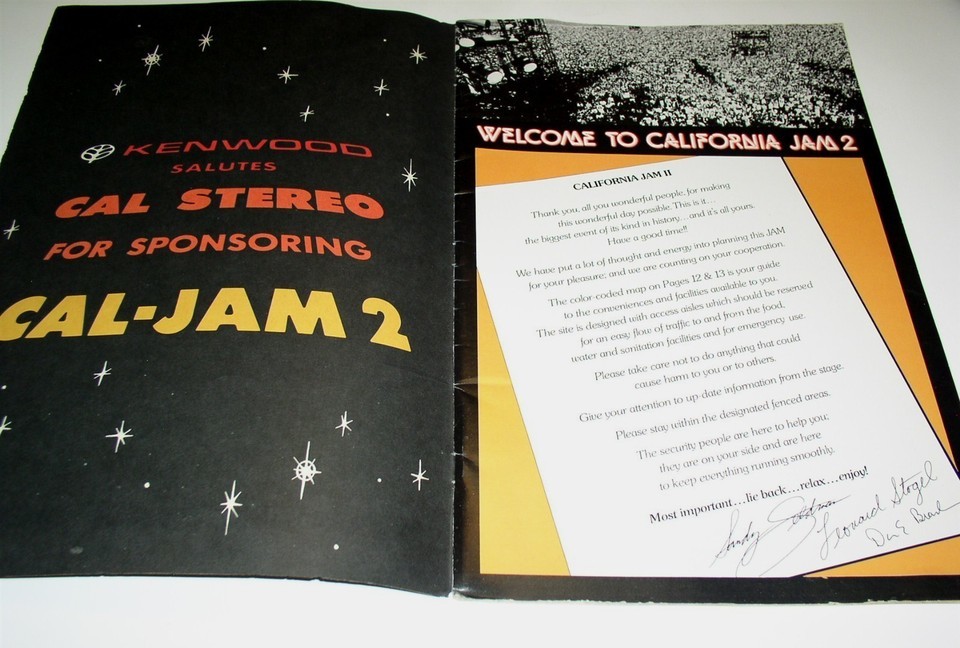 KENWOOD
SALUTES
CAL STEREO
FOR SPONSORING
CAL-JAM 2
WELCOME TO CALIFORNIA JAM 2
CALIFORNIA JAM II
Thank you, all you wonderful people, for making
this wonderful day possible. This is it...
the biggest event of its kind in history...and it's all yours.
Have a good time!!
We have put a lot of thought and energy into planning this JAM
for your pleasure; and we are counting on your cooperation.
The color-coded map on Pages 12 & 13 is your guide
to the conveniences and facilities available to you.
The site is designed with access aisles which should be reserved
for an easy flow of traffic to and from the food,
water and sanitation facilities and for emergency use.
Please take care not to do anything that could
cause harm to you or to others.
Give your attention to up-date information from the stage.
Please stay within the designated fenced areas.
The security people are here to help you;
they are on your side and are here
to keep everything running smoothly.
Most important...lie back...relax...enjoy!
Sandy Goodman
Leonard Stogel